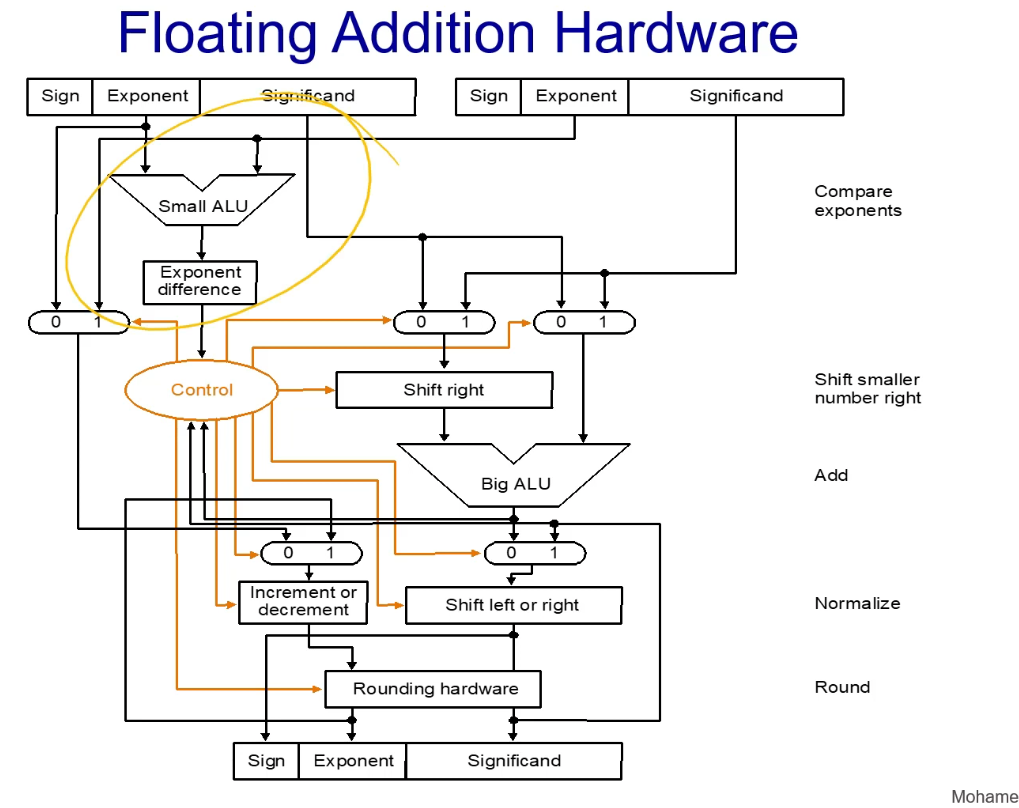 Floating Addition Hardware
Sign Exponent Significand Sign Exponent Significand
Compare
exponents
Small ALU
Exponent
difference
0 1 0 1 0 1
Control
Shift right
Shift smaller
number right
Big ALU
Add
0 1 0 1
Increment or
decrement
Shift left or right
Normalize
Rounding hardware
Round
Sign Exponent Significand
Mohame